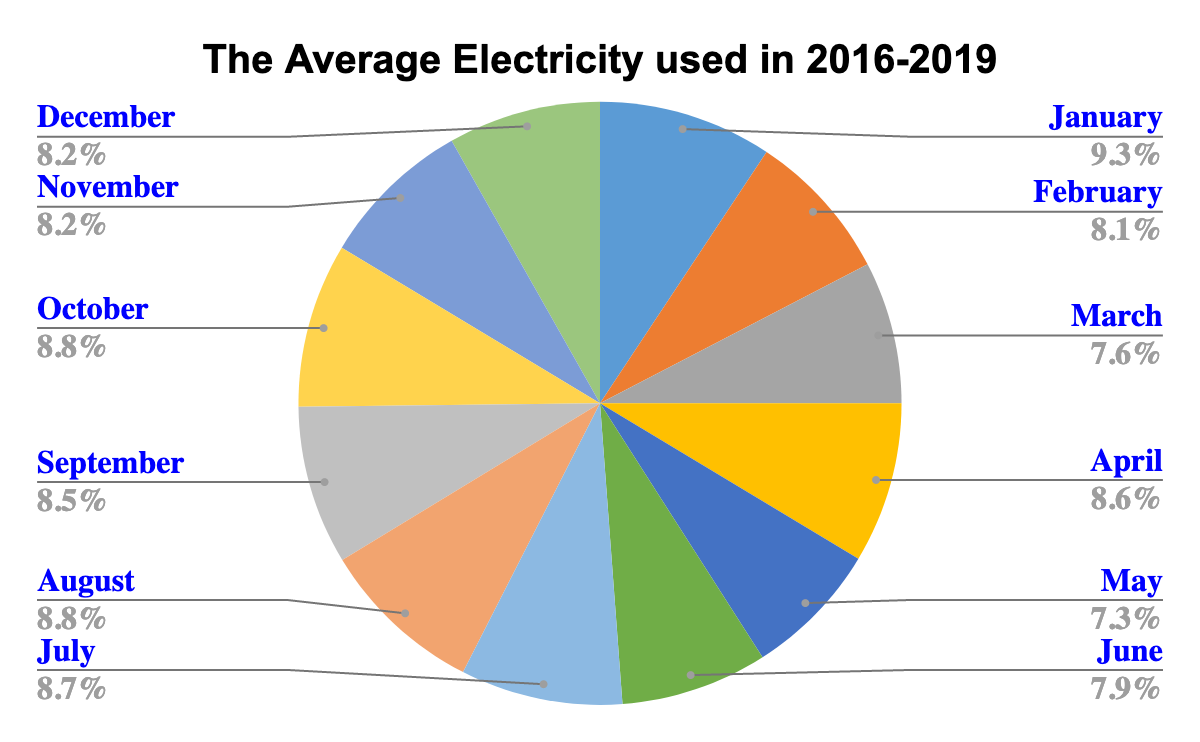 The Average Electricity used in 2016-2019
December
8.2%
November
8.2%
October
8.8%
September
8.5%
August
8.8%
July
8.7%
January
9.3%
February
8.1%
March
7.6%
April
8.6%
May
7.3%
June
7.9%